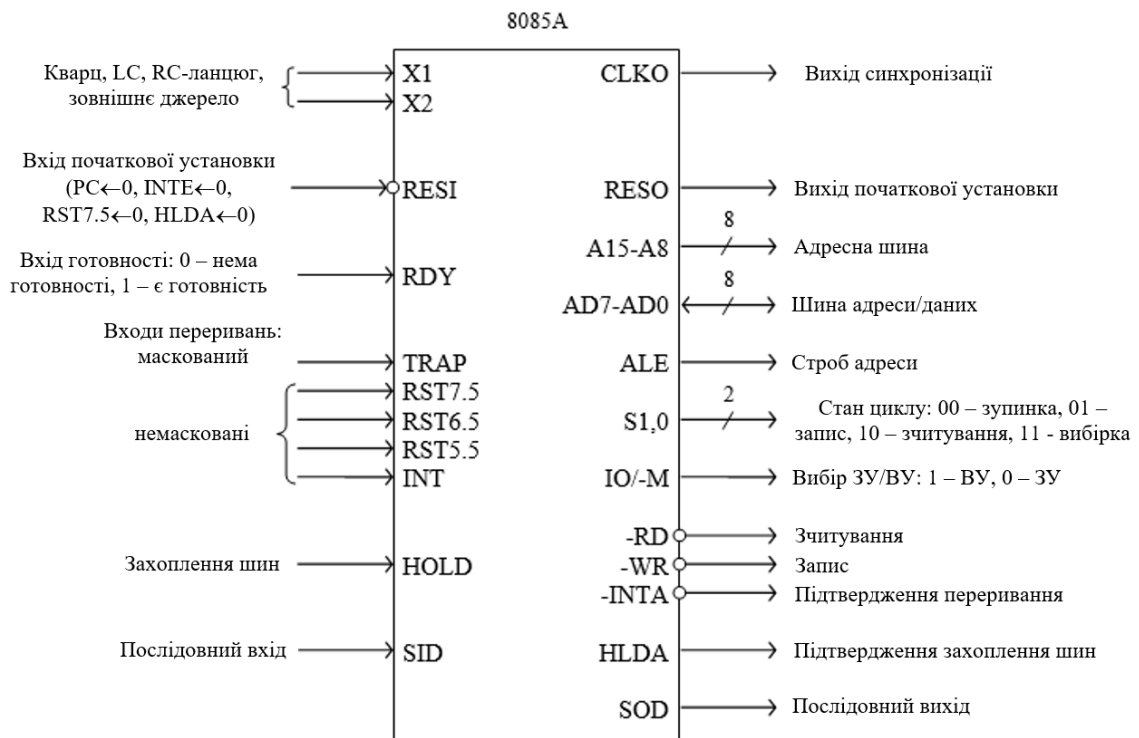 8085A
Кварц, LC, RC-ланцюг,
зовнішнє джерело
X1
X2
CLKO
Вихід синхронізації
Вхід початкової установки
(PC←0, INTE←0,
RST7.5←0, HLDA←0)
RESI
RESO
Вихід початкової установки
A15-A8
8
Адресна шина
Вхід готовності: 0 – нема
готовності, 1 – є готовність
RDY
AD7-AD0
8
Шина адреси/даних
Входи переривань:
маскований
TRAP
ALE
Строб адреси
немасковані
RST7.5
RST6.5
RST5.5
INT
S1,0
2
Стан циклу: 00 – зупинка, 01 –
запис, 10 – зчитування, 11 - вибірка
IO/-M
Вибір ЗУ/ВУ: 1 – ВУ, 0 – ЗУ
-RD
Зчитування
Захоплення шин
HOLD
-WR
Запис
-INTA
Підтвердження переривання
Послідовний вхід
SID
HLDA
Підтвердження захоплення шин
SOD
Послідовний вихід